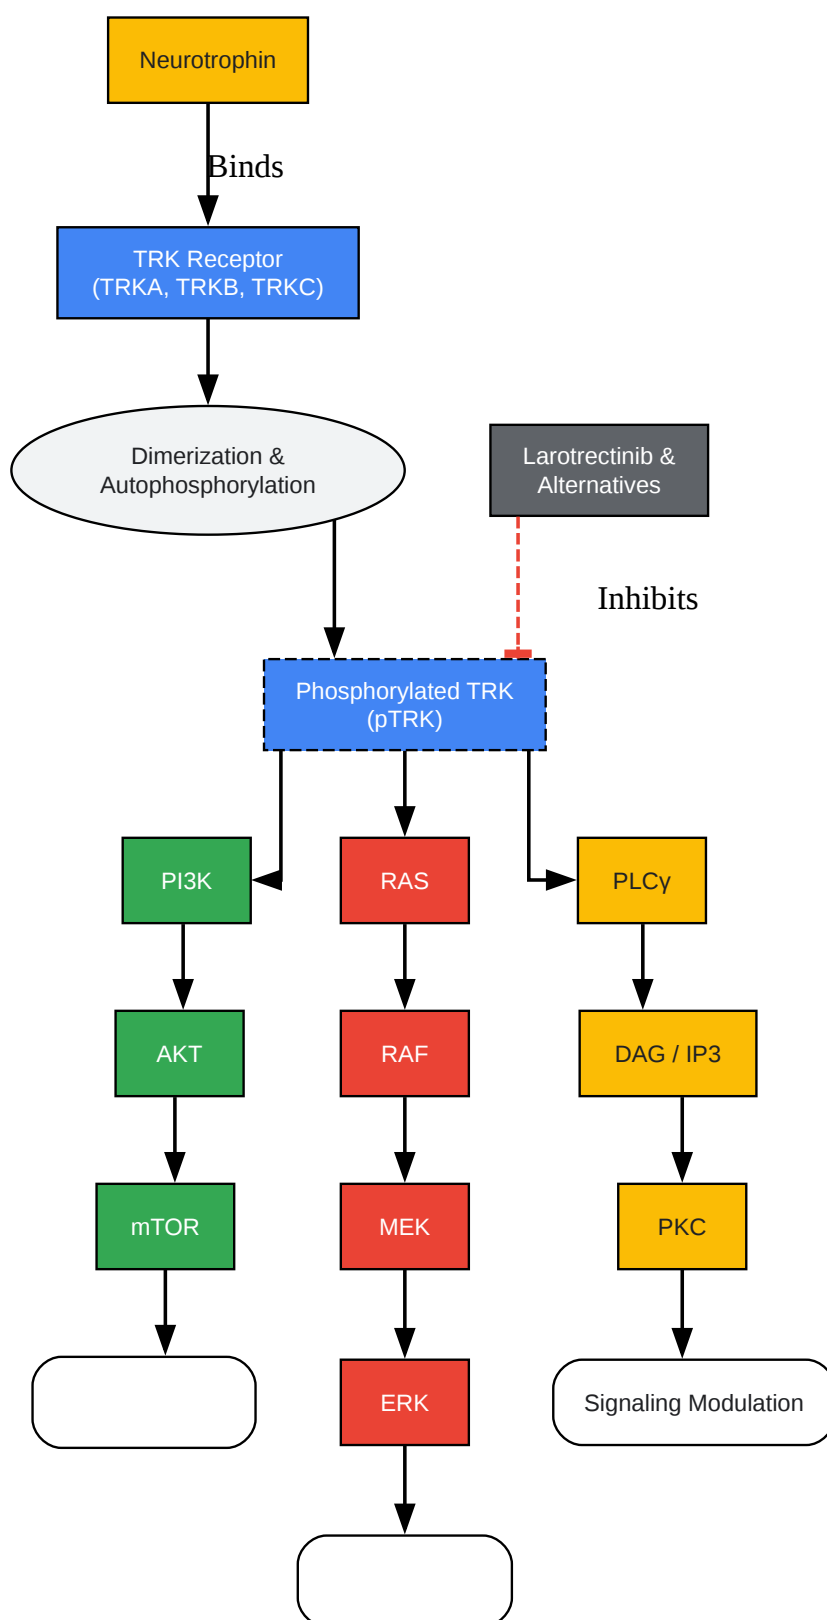 Neurotrophin
Binds
TRK Receptor
(TRKA, TRKB, TRKC)
Dimerization &
Autophosphorylation
Larotrectinib &
Alternatives
Inhibits
Phosphorylated TRK
(pTRK)
PI3K
RAS
PLCγ
AKT
RAF
DAG / IP3
mTOR
MEK
PKC
ERK
Signaling Modulation